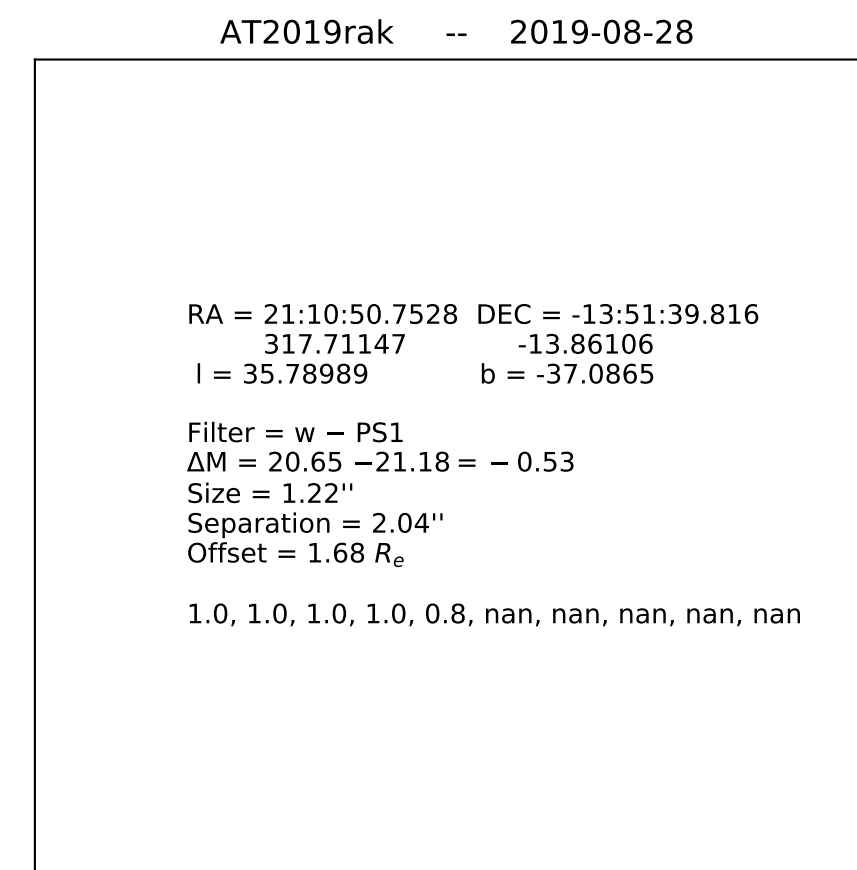 AT2019rak -- 2019-08-28
RA = 21:10:50.7528 DEC = -13:51:39.816
317.71147 -13.86106
l = 35.78989 b = -37.0865
Filter = w − PS1
ΔM = 20.65 −21.18 = − 0.53
Size = 1.22''
Separation = 2.04''
Offset = 1.68 Re
1.0, 1.0, 1.0, 1.0, 0.8, nan, nan, nan, nan, nan